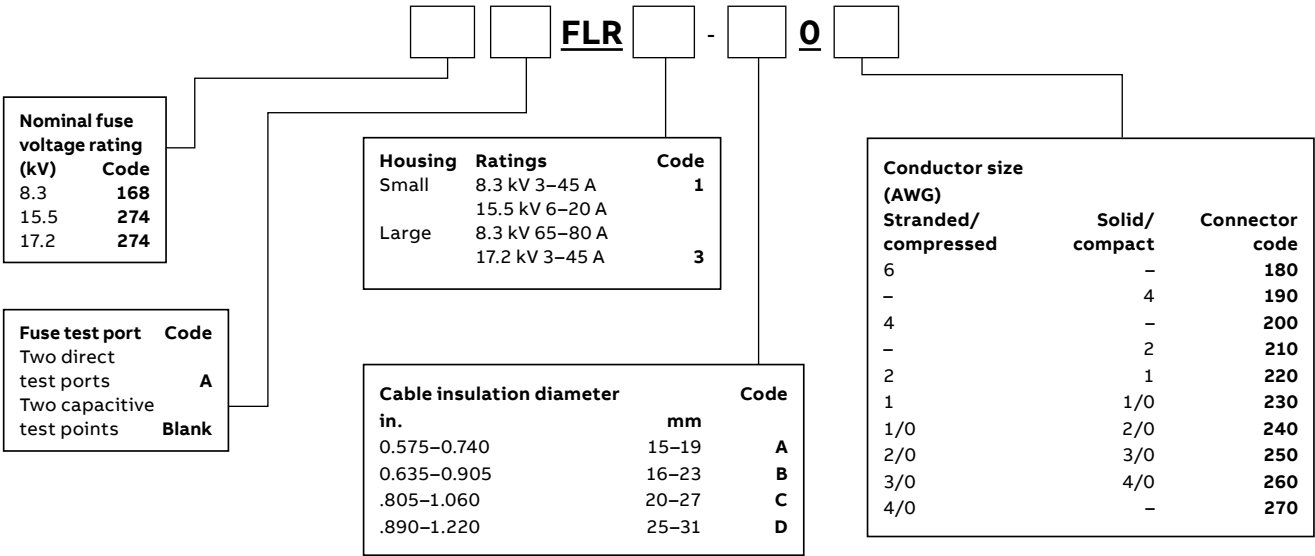 FLR - 0
Nominal fuse
voltage rating
(kV) Code
8.3 168
15.5 274
17.2 274
Fuse test port Code
Two direct
test ports A
Two capacitive
test points Blank
Housing Ratings Code
Small 8.3 kV 3–45 A 1
15.5 kV 6–20 A
Large 8.3 kV 65–80 A
17.2 kV 3–45 A 3
Cable insulation diameter Code
in. mm
0.575–0.740 15–19 A
0.635–0.905 16–23 B
.805–1.060 20–27 C
.890–1.220 25–31 D
Conductor size
(AWG)
Stranded/ Solid/ Connector
compressed compact code
6 – 180
– 4 190
4 – 200
– 2 210
2 1 220
1 1/0 230
1/0 2/0 240
2/0 3/0 250
3/0 4/0 260
4/0 – 270